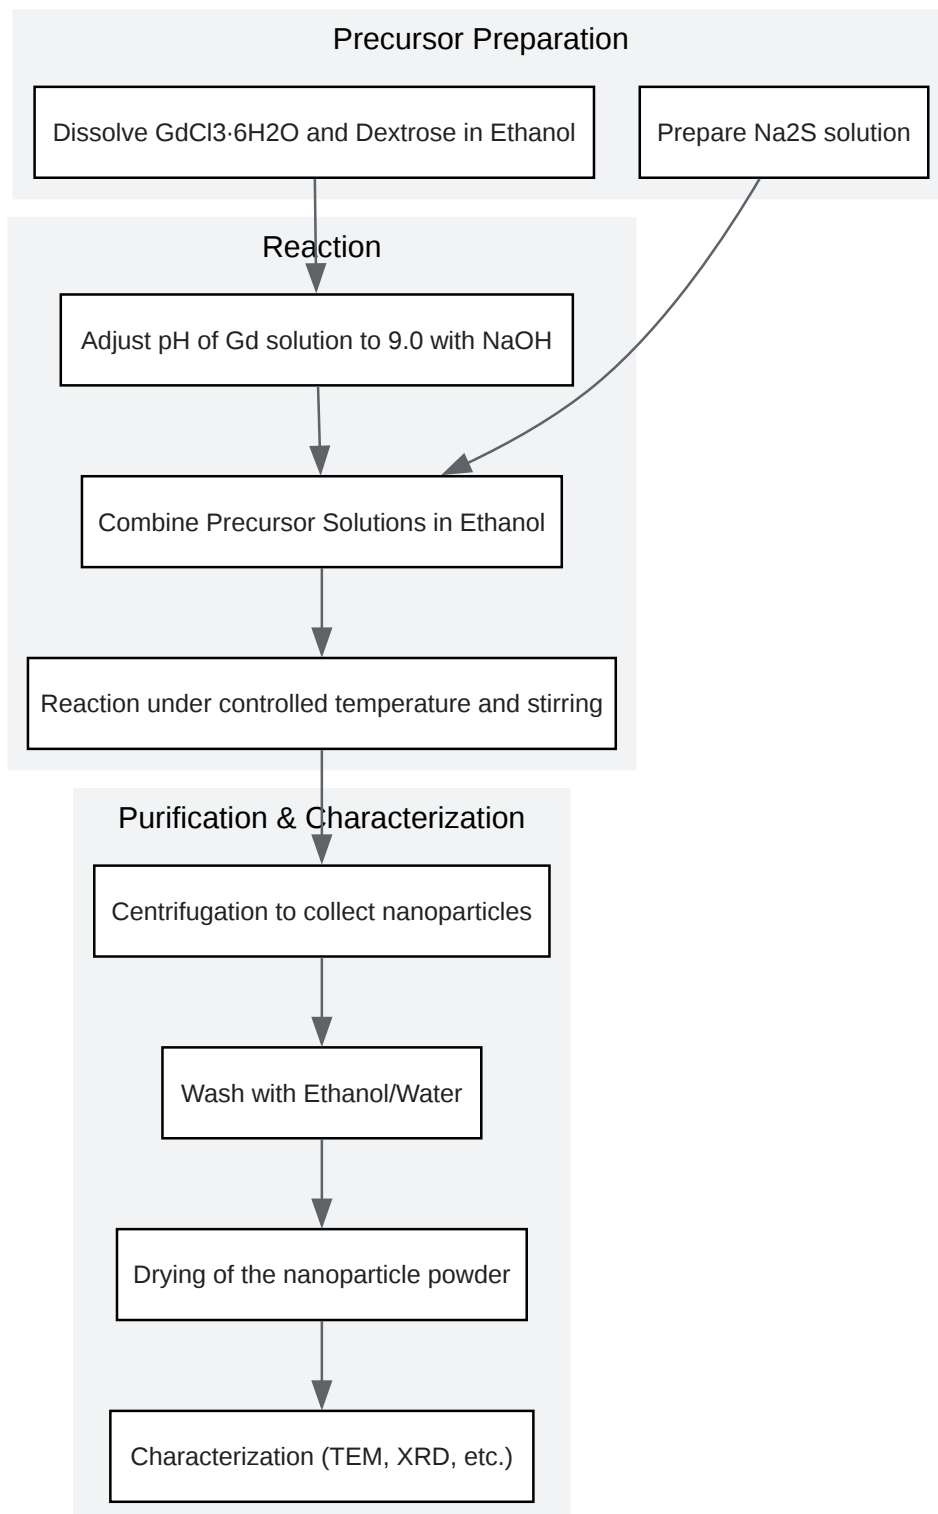 Precursor Preparation
Dissolve GdCl3·6H2O and Dextrose in Ethanol
Prepare Na2S solution
Reaction
Adjust pH of Gd solution to 9.0 with NaOH
Combine Precursor Solutions in Ethanol
Reaction under controlled temperature and stirring
Purification & Characterization
Centrifugation to collect nanoparticles
Wash with Ethanol/Water
Drying of the nanoparticle powder
Characterization (TEM, XRD, etc.)